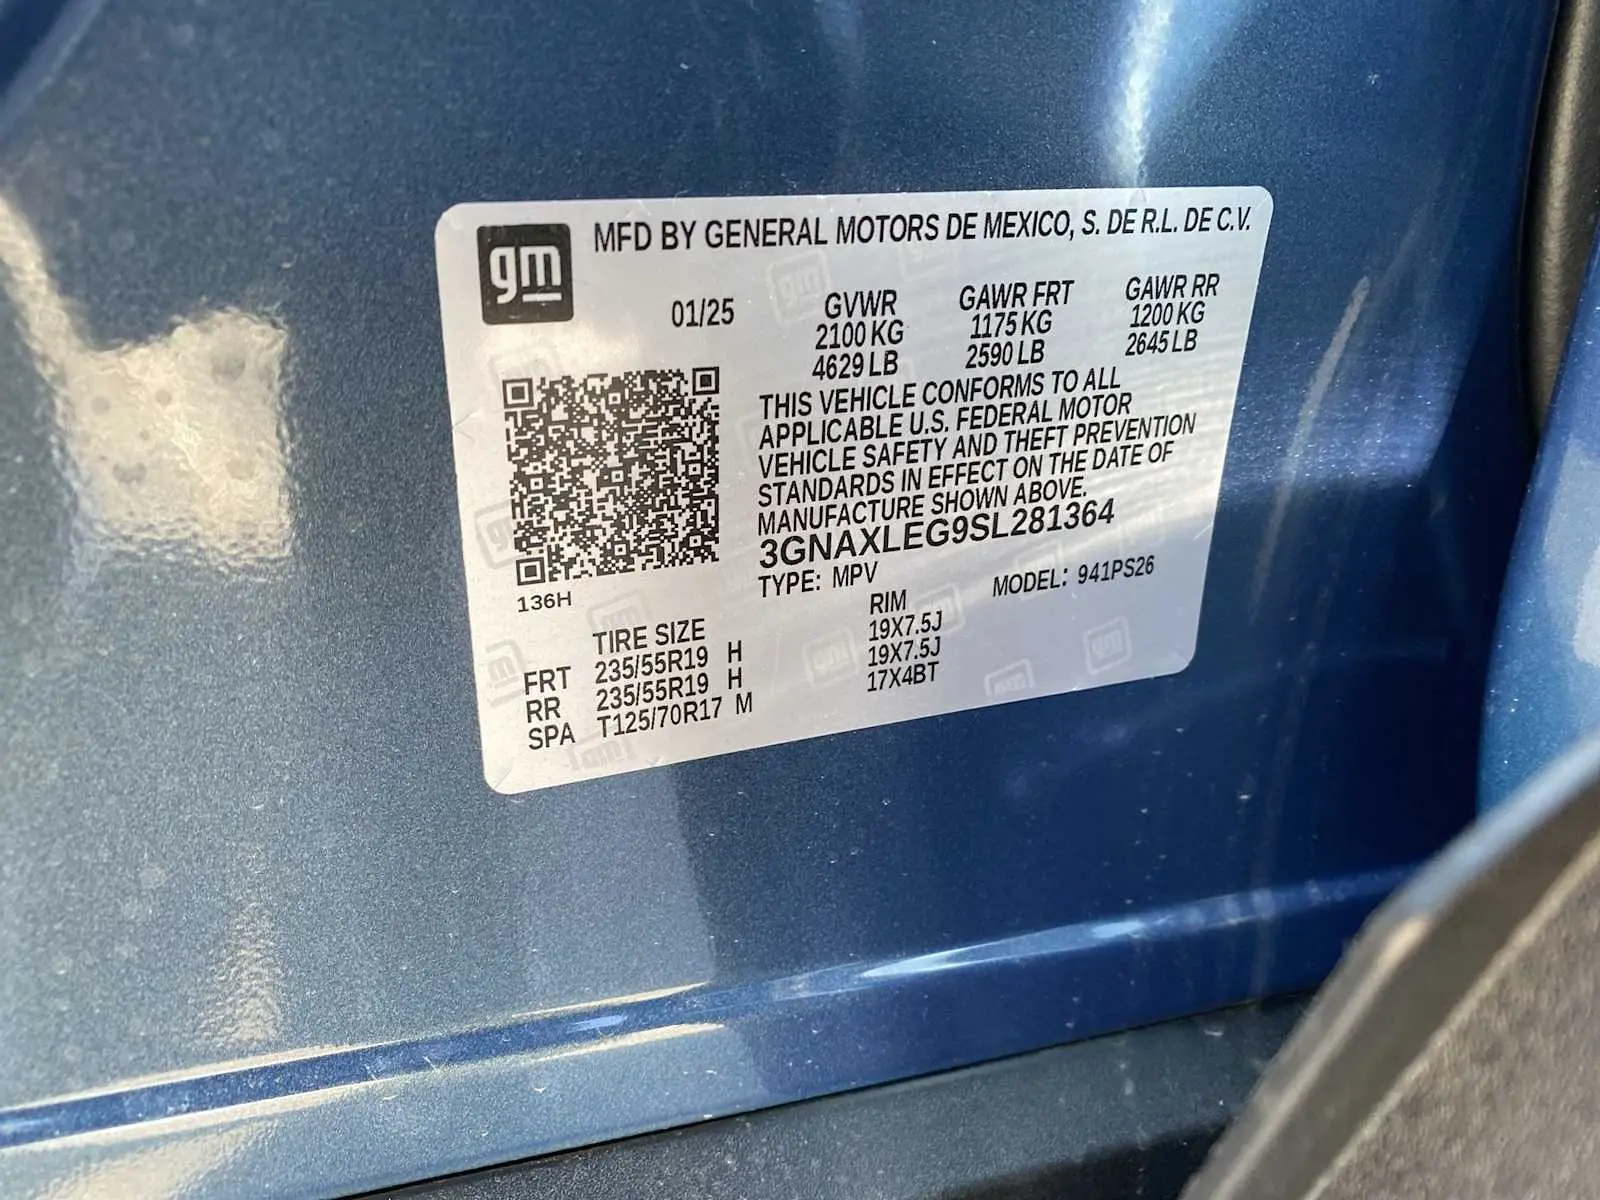 gm
MFD BY GENERAL MOTORS DE MEXICO, S. DE R.L. DE C.V.
01/25
GVWR
2100 KG
4629 LB
GAWR FRT
1175 KG
2590 LB
GAWR RR
1200 KG
2645 LB
THIS VEHICLE CONFORMS TO ALL
APPLICABLE U.S. FEDERAL MOTOR
VEHICLE SAFETY AND THEFT PREVENTION
STANDARDS IN EFFECT ON THE DATE OF
MANUFACTURE SHOWN ABOVE.
3GNAXLEG9SL281364
TYPE: MPV MODEL: 941PS26
136H
TIRE SIZE RIM
FRT 235/55R19 H 19X7.5J
RR 235/55R19 H 19X7.5J
SPA T125/70R17 M 17X4BT